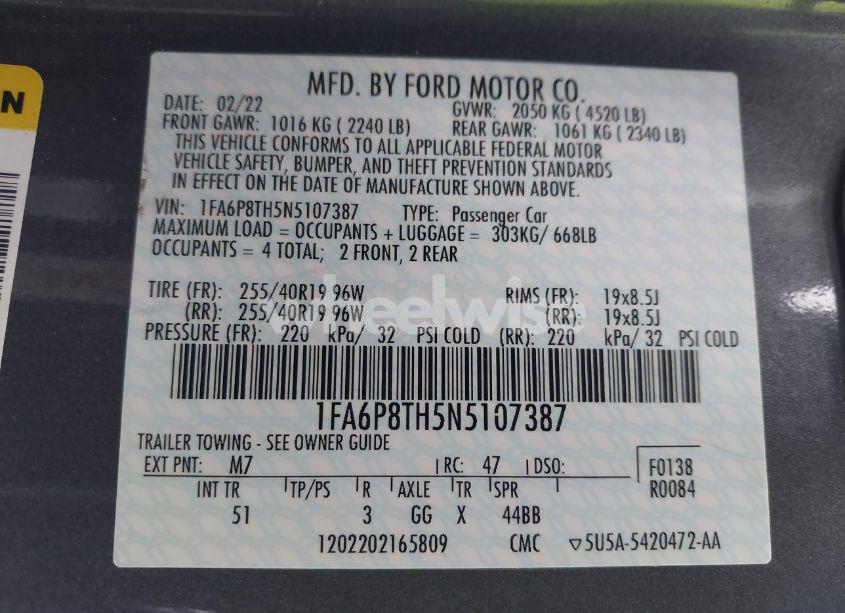 N
MFD. BY FORD MOTOR CO.
DATE: 02/22 GVWR: 2050 KG ( 4520 LB)
FRONT GAWR: 1016 KG ( 2240 LB) REAR GAWR: 1061 KG ( 2340 LB)
THIS VEHICLE CONFORMS TO ALL APPLICABLE FEDERAL MOTOR
VEHICLE SAFETY, BUMPER, AND THEFT PREVENTION STANDARDS
IN EFFECT ON THE DATE OF MANUFACTURE SHOWN ABOVE.
VIN: 1FA6P8TH5N5107387 TYPE: Passenger Car
MAXIMUM LOAD = OCCUPANTS + LUGGAGE = 303KG/ 668LB
OCCUPANTS = 4 TOTAL; 2 FRONT, 2 REAR
TIRE (FR): 255/40R19 96W RIMS (FR): 19x8.5J
(RR): 255/40R19 96W (RR): 19x8.5J
wheelwise
PRESSURE (FR): 220 kPa/ 32 PSI COLD (RR): 220 kPa/ 32 PSI COLD
1FA6P8TH5N5107387
TRAILER TOWING - SEE OWNER GUIDE
EXT PNT: M7 RC: 47 DSO: F0138
R0084
INT TR TP/PS R AXLE TR SPR
51 3 GG X 44BB
1202202165809 CMC ▽5U5A-5420472-AA